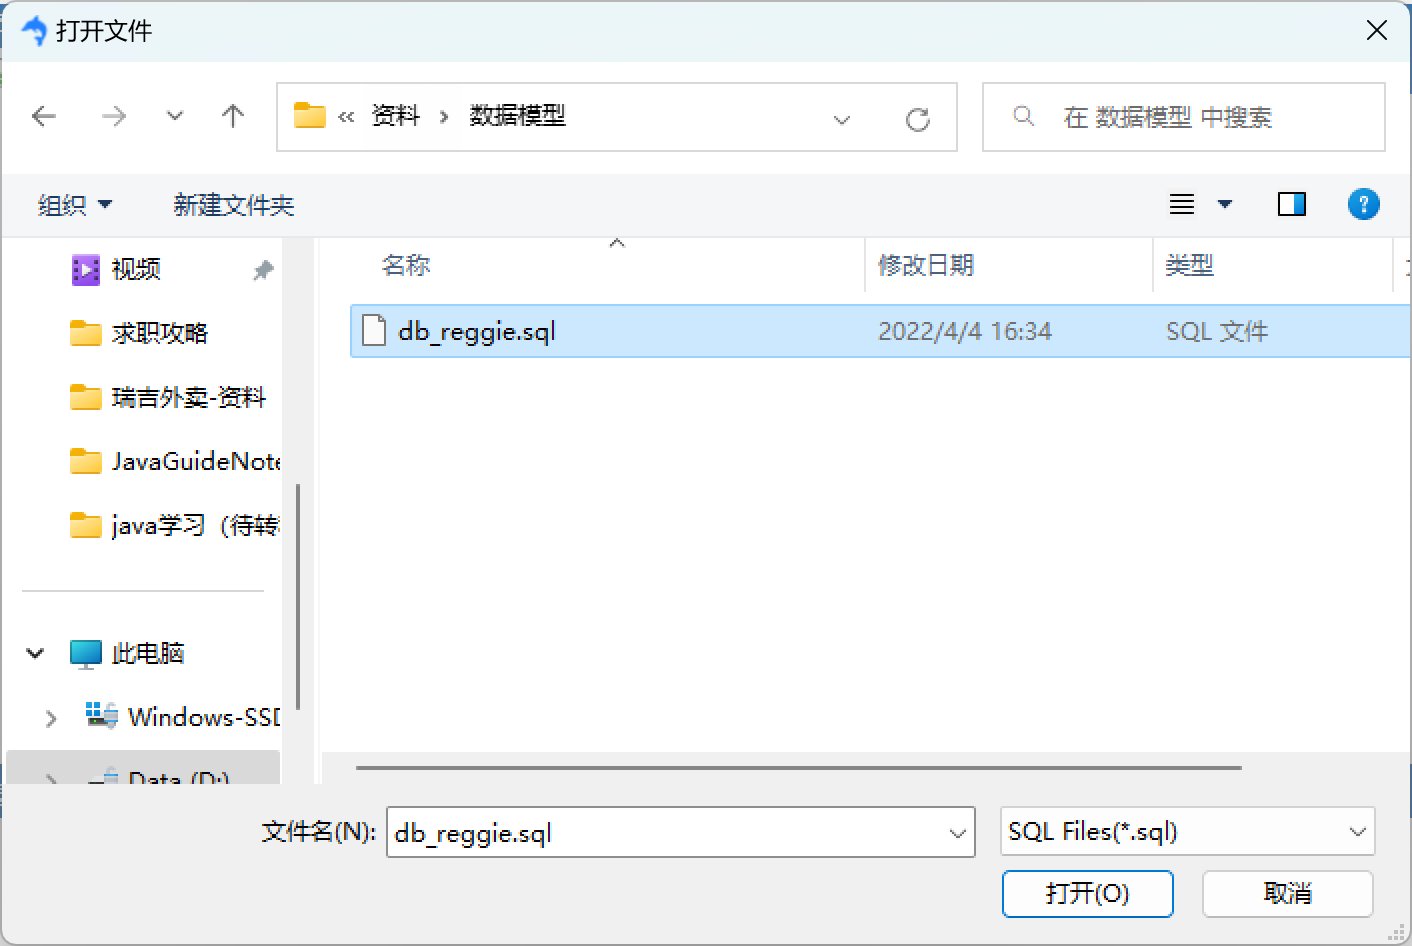 打开文件
« 资料 › 数据模型
在 数据模型 中搜索
组织 新建文件夹
?
名称 修改日期 类型
db_reggie.sql 2022/4/4 16:34 SQL 文件
视频
求职攻略
瑞吉外卖-资料
JavaGuideNote
java学习（待转
此电脑
Windows-SSD
Data (D:)
文件名(N): db_reggie.sql SQL Files(*.sql)
打开(O) 取消